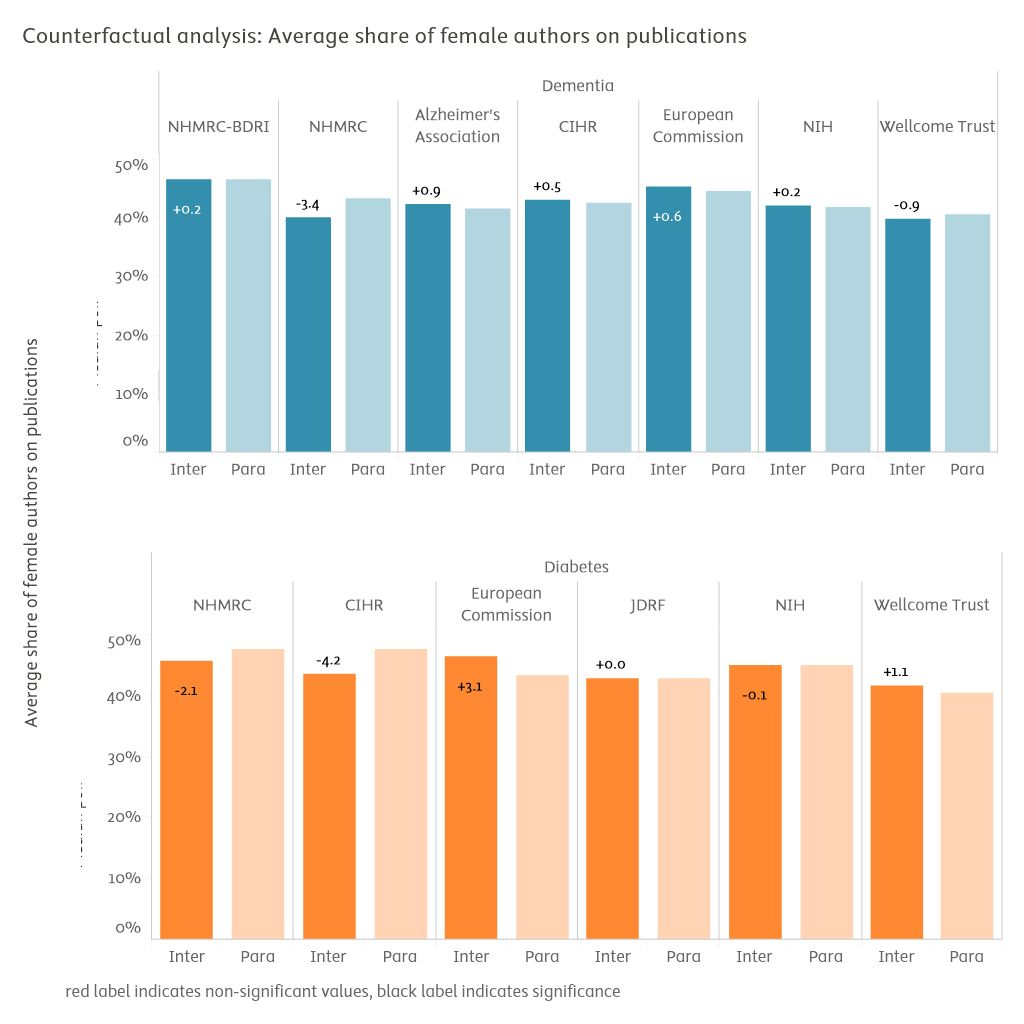 Counterfactual analysis: Average share of female authors on publications
Dementia
NHMRC-BDRI
NHMRC
Alzheimer's
Association
CIHR
European
Commission
NIH
Wellcome Trust
50%
40%
30%
20%
10%
0%
+0.2
-3.4
+0.9
+0.5
+0.6
+0.2
-0.9
Inter Para Inter Para Inter Para Inter Para Inter Para Inter Para Inter Para
Average share of female authors on publications
Diabetes
NHMRC
CIHR
European
Commission
JDRF
NIH
Wellcome Trust
50%
40%
30%
20%
10%
0%
-2.1
-4.2
+3.1
+0.0
-0.1
+1.1
Inter Para Inter Para Inter Para Inter Para Inter Para Inter Para
red label indicates non-significant values, black label indicates significance